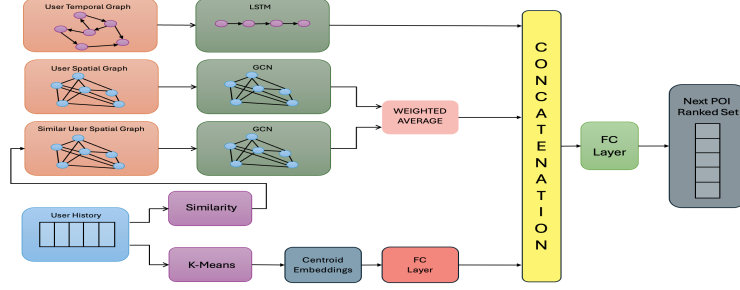 User Temporal Graph
LSTM
User Spatial Graph
GCN
WEIGHTED
AVERAGE
Similar User Spatial Graph
GCN
User History
Similarity
K-Means
Centroid
Embeddings
FC
Layer
CONCATENATION
FC
Layer
Next POI
Ranked Set